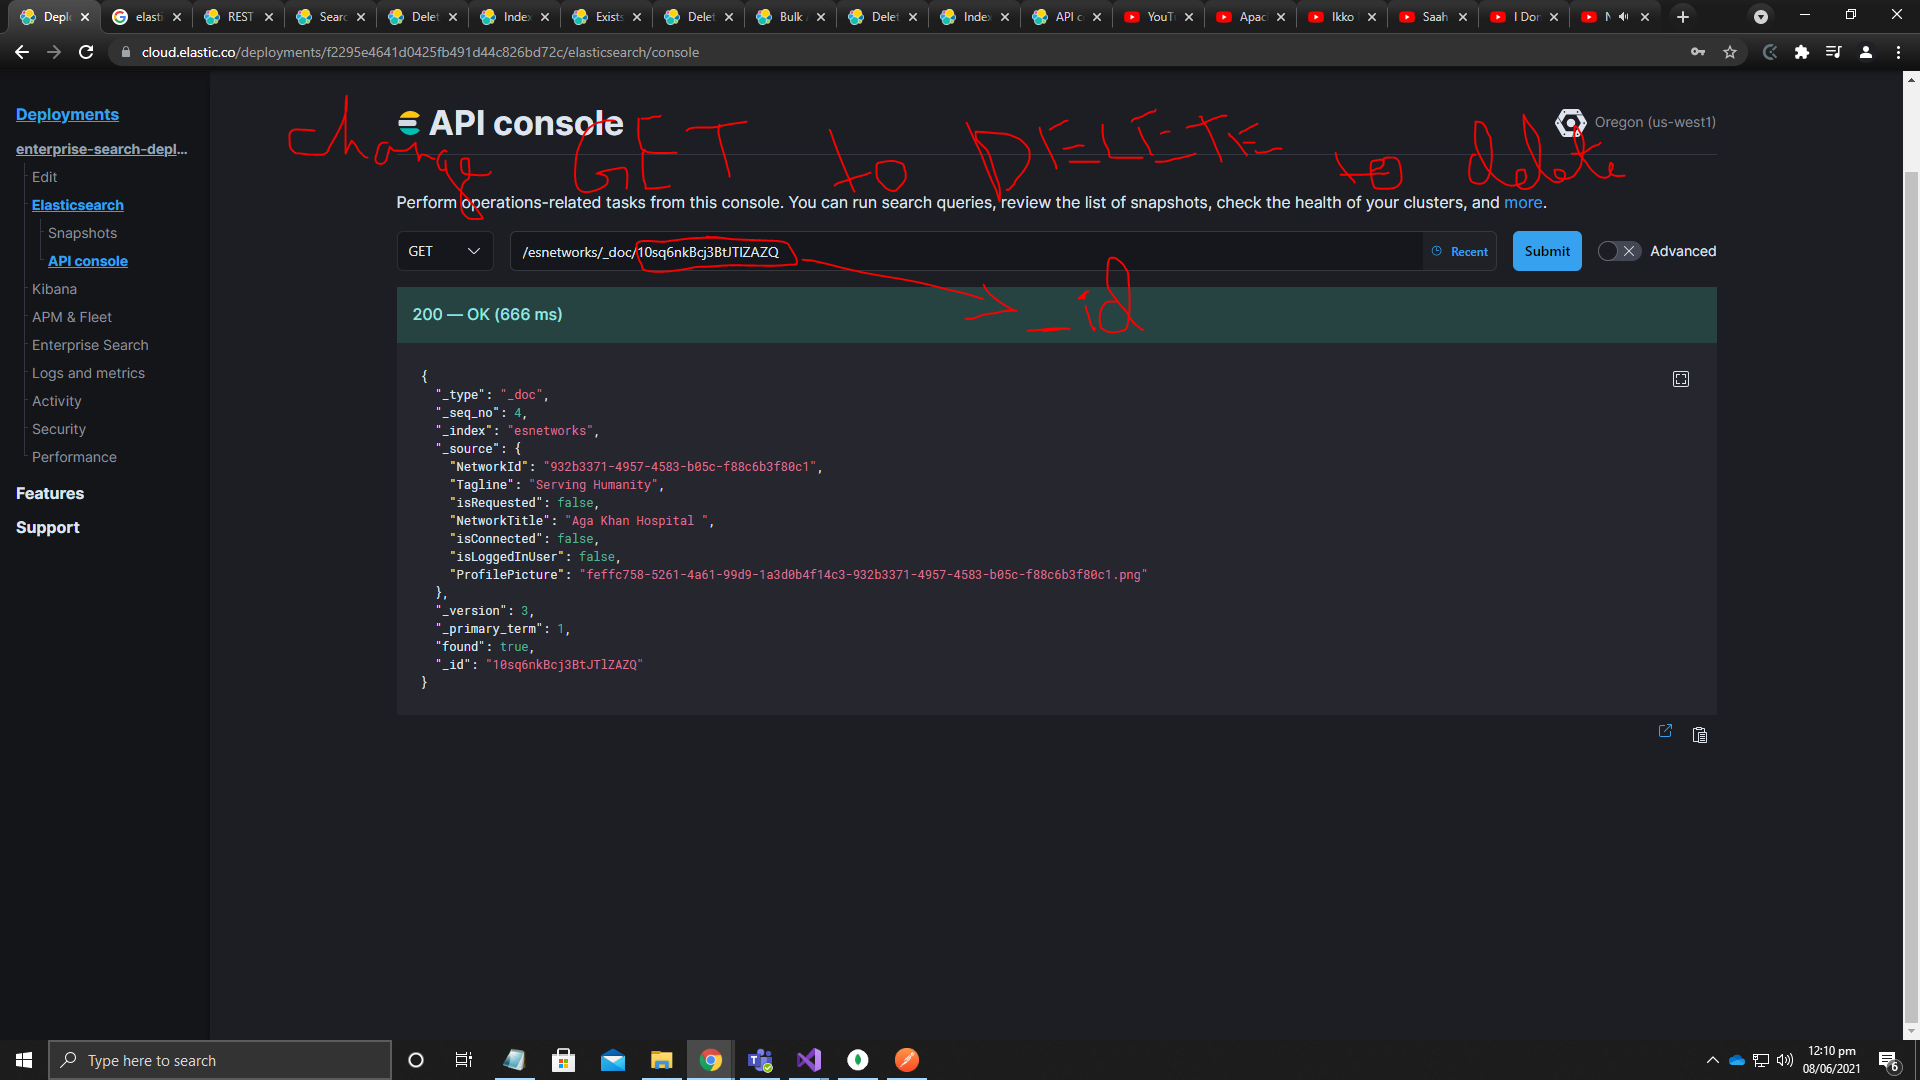 Deplo
elasti
REST
Searc
Delet
Index
Exists
Delet
Bulk A
Delet
Index
API co
YouTu
Apach
Ikko
Saah
I Don
cloud.elastic.co/deployments/f2295e4641d0425fb491d44c826bd72c/elasticsearch/console
Deployments
enterprise-search-depl...
Edit
Elasticsearch
Snapshots
API console
Kibana
APM & Fleet
Enterprise Search
Logs and metrics
Activity
Security
Performance
Features
Support
API console
Oregon (us-west1)
change GET to DELETE to delete
Perform operations-related tasks from this console. You can run search queries, review the list of snapshots, check the health of your clusters, and more.
GET
/esnetworks/_doc/10sq6nkBcj3BtJTlZAZQ
Recent
Submit
Advanced
_id
200 — OK (666 ms)
{
"_type": "_doc",
"_seq_no": 4,
"_index": "esnetworks",
"_source": {
"NetworkId": "932b3371-4957-4583-b05c-f88c6b3f80c1",
"Tagline": "Serving Humanity",
"isRequested": false,
"NetworkTitle": "Aga Khan Hospital ",
"isConnected": false,
"isLoggedInUser": false,
"ProfilePicture": "feffc758-5261-4a61-99d9-1a3d0b4f14c3-932b3371-4957-4583-b05c-f88c6b3f80c1.png"
},
"_version": 3,
"_primary_term": 1,
"found": true,
"_id": "10sq6nkBcj3BtJTlZAZQ"
}
Type here to search
12:10 pm
08/06/2021
6